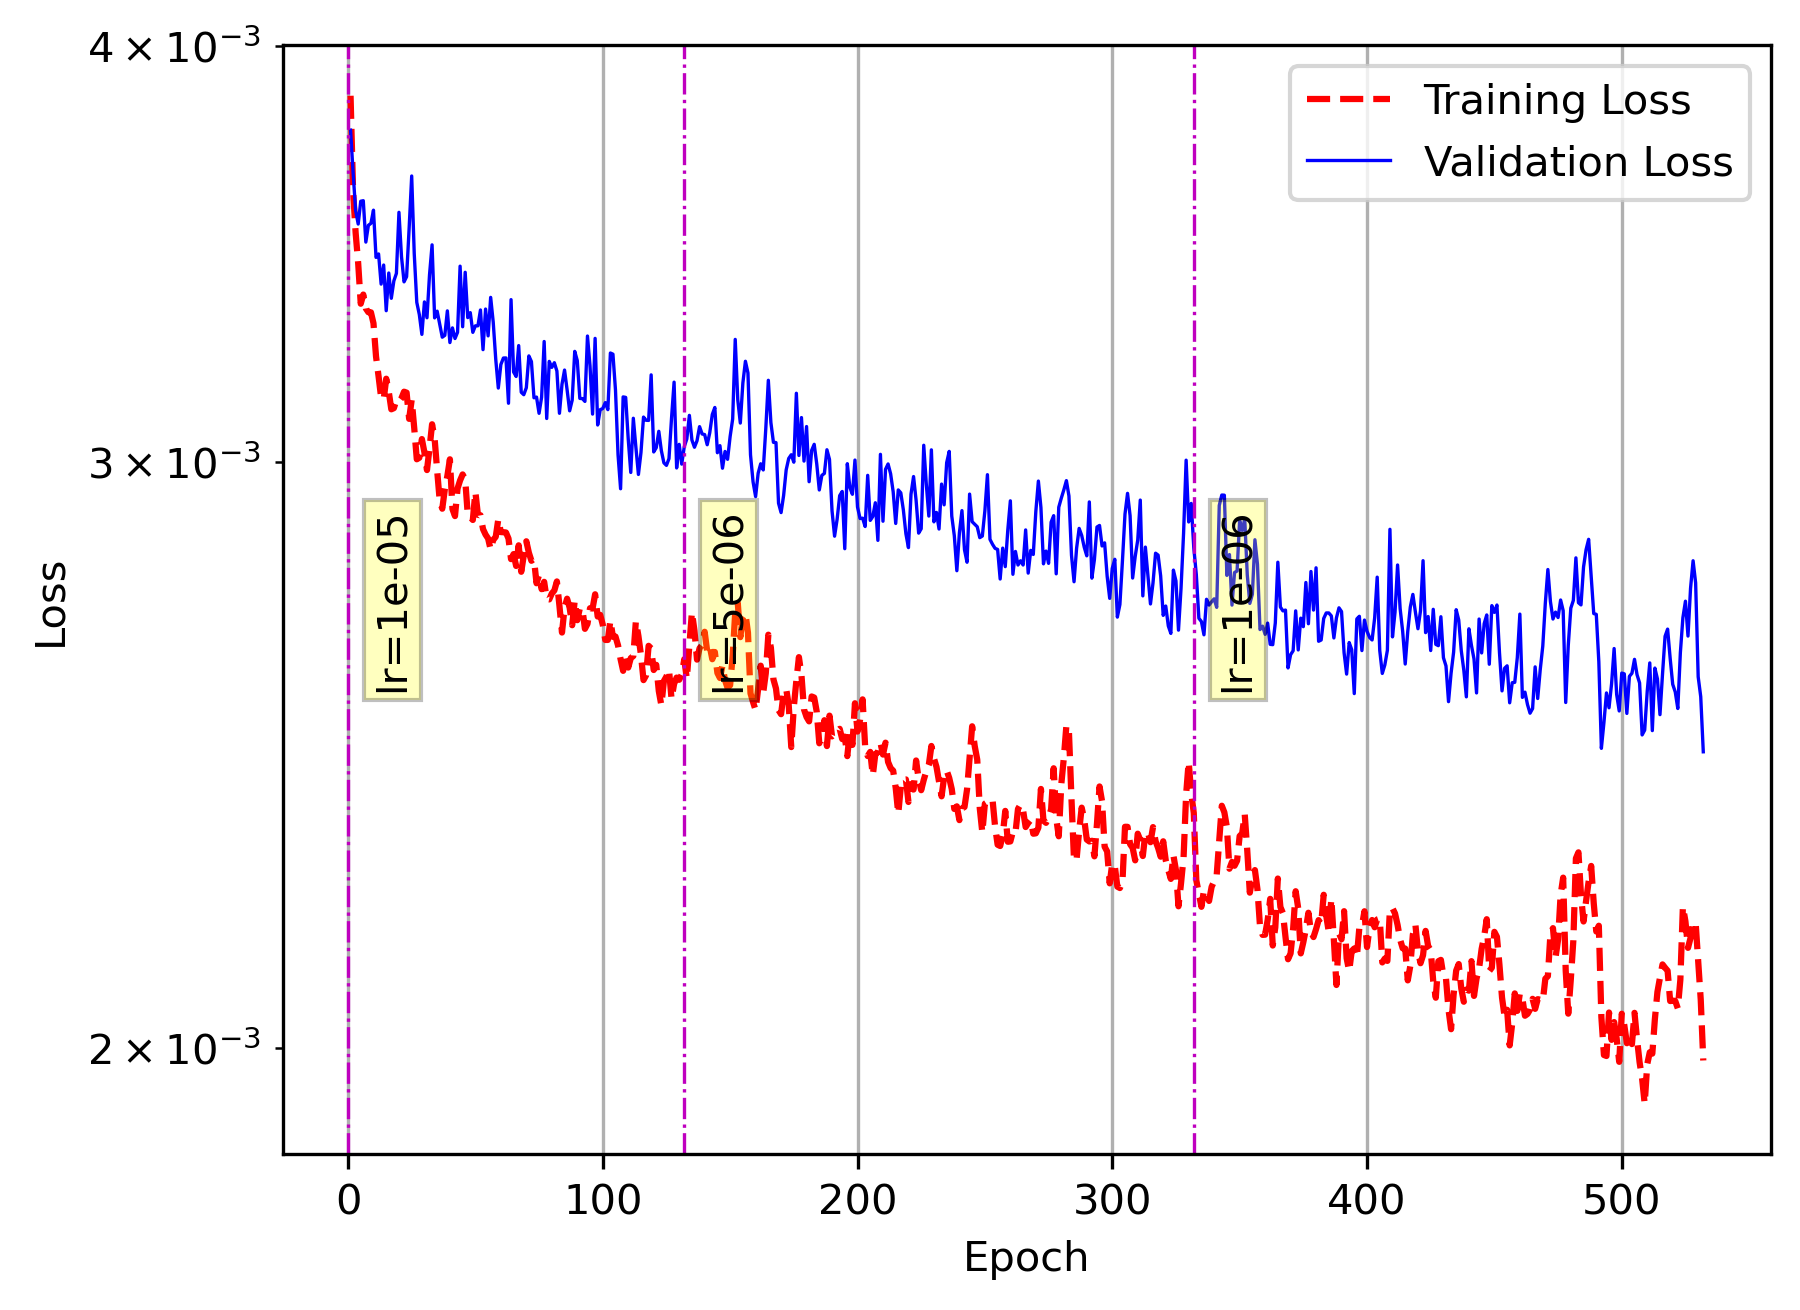 4 × 10⁻³
3 × 10⁻³
2 × 10⁻³
Loss
Training Loss
Validation Loss
lr=1e-05
lr=5e-06
lr=1e-06
0 100 200 300 400 500
Epoch